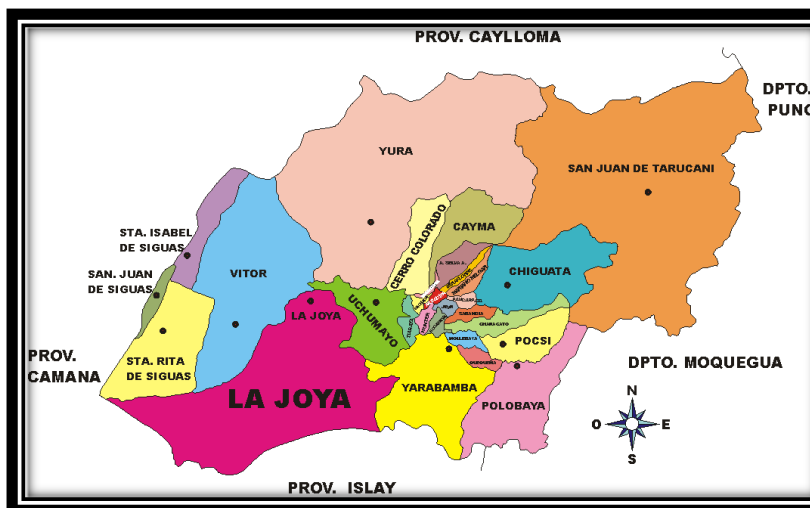 PROV. CAYLLOMA
DPTO.
PUNO
YURA
SAN JUAN DE TARUCANI
STA. ISABEL
DE SIGUAS
CERRO COLORADO
CAYMA
SAN. JUAN
DE SIGUAS
VITOR
CHIGUATA
LA JOYA
UCHUMAYO
CHARACATO
POCSI
MOLLEBAYA
PROV.
CAMANA
STA. RITA
DE SIGUAS
DPTO. MOQUEGUA
LA JOYA
YARABAMBA
POLOBAYA
N
O
E
S
PROV. ISLAY